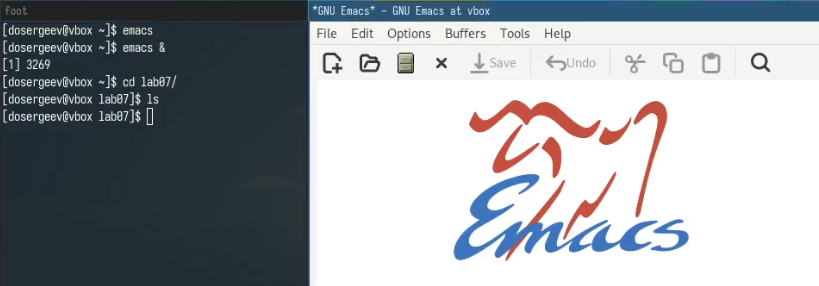 foot
[dosergeev@vbox ~]$ emacs
[dosergeev@vbox ~]$ emacs &
[1] 3269
[dosergeev@vbox ~]$ cd lab07/
[dosergeev@vbox lab07]$ ls
[dosergeev@vbox lab07]$
*GNU Emacs* - GNU Emacs at vbox
File Edit Options Buffers Tools Help
Save Undo
Emacs